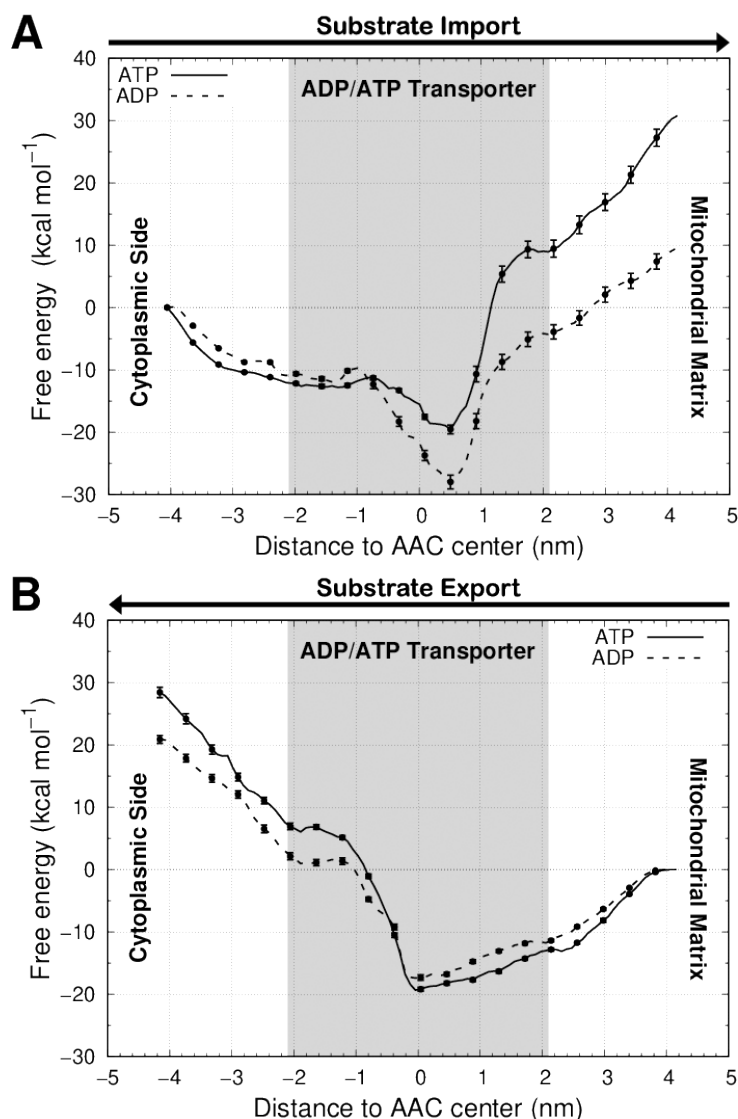 A
Substrate Import
40
30
20
10
0
−10
−20
−30
ATP
ADP
ADP/ATP Transporter
Cytoplasmic Side
Mitochondrial Matrix
Free energy (kcal mol⁻¹)
−5 −4 −3 −2 −1 0 1 2 3 4 5
Distance to AAC center (nm)
B
Substrate Export
40
30
20
10
0
−10
−20
−30
ADP/ATP Transporter
ATP
ADP
Cytoplasmic Side
Mitochondrial Matrix
Free energy (kcal mol⁻¹)
−5 −4 −3 −2 −1 0 1 2 3 4 5
Distance to AAC center (nm)